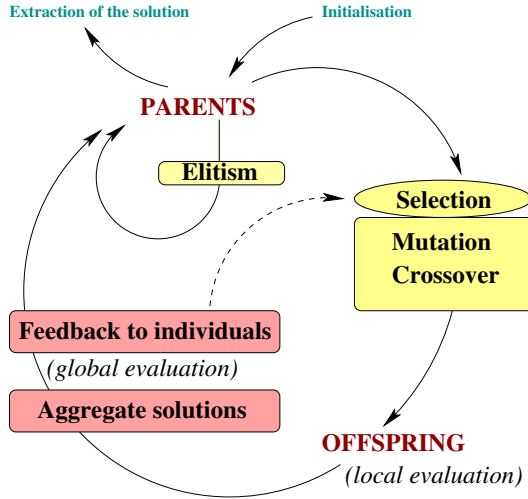 Extraction of the solution
Initialisation
PARENTS
Elitism
Selection
Mutation
Crossover
Feedback to individuals
(global evaluation)
Aggregate solutions
OFFSPRING
(local evaluation)